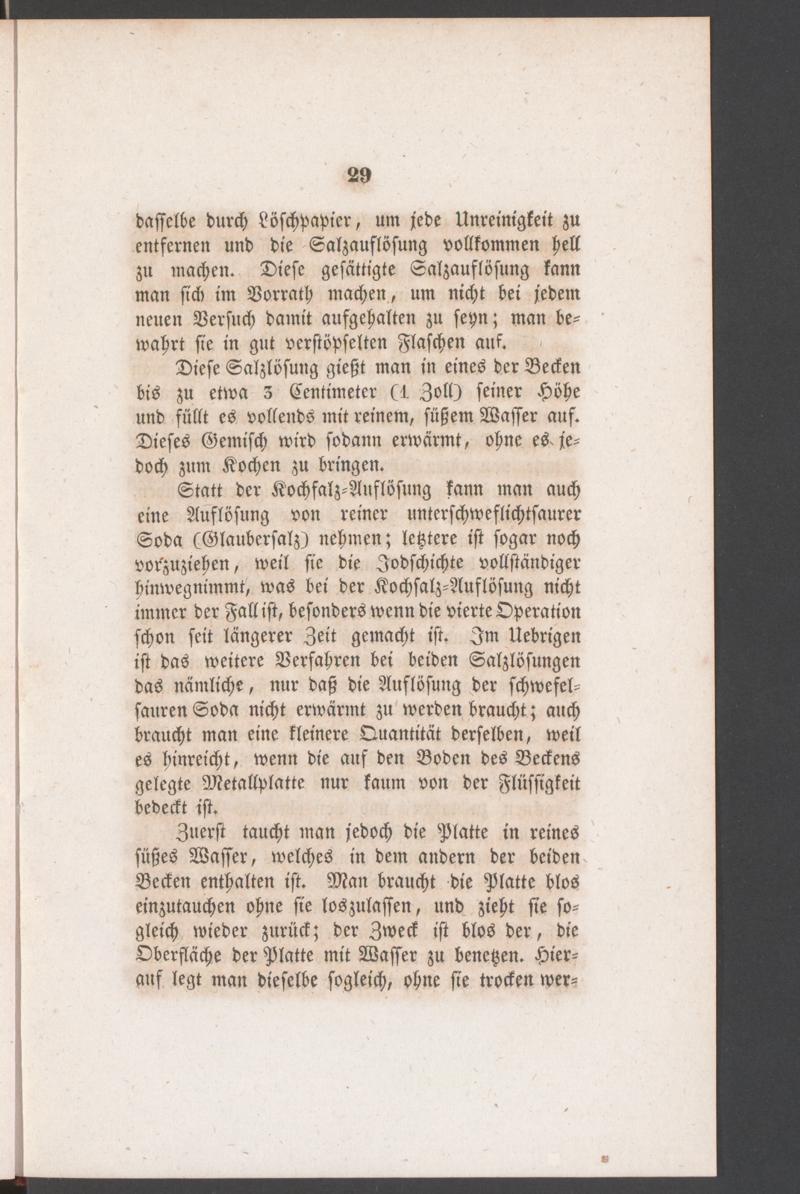 29
dasselbe durch Löschpapier, um jede Unreinigkeit zu
entfernen und die Salzauflösung vollkommen hell
zu machen. Diese gesättigte Salzauflösung kann
man sich im Vorrath machen, um nicht bei jedem
neuen Versuch damit aufgehalten zu seyn; man be-
wahrt sie in gut verstöpselten Flaschen auf.
Diese Salzlösung gießt man in eines der Becken
bis zu etwa 3 Centimeter (1 Zoll) seiner Höhe
und füllt es vollends mit reinem, süßem Wasser auf.
Dieses Gemisch wird sodann erwärmt, ohne es je-
doch zum Kochen zu bringen.
Statt der Kochsalz-Auflösung kann man auch
eine Auflösung von reiner unterschweflichtsaurer
Soda (Glaubersalz) nehmen; letztere ist sogar noch
vorzuziehen, weil sie die Jodschichte vollständiger
hinwegnimmt, was bei der Kochsalz-Auflösung nicht
immer der Fall ist, besonders wenn die vierte Operation
schon seit längerer Zeit gemacht ist. Im Uebrigen
ist das weitere Verfahren bei beiden Salzlösungen
das nämliche, nur daß die Auflösung der schwefel-
sauren Soda nicht erwärmt zu werden braucht; auch
braucht man eine kleinere Quantität derselben, weil
es hinreicht, wenn die auf den Boden des Beckens
gelegte Metallplatte nur kaum von der Flüssigkeit
bedeckt ist.
Zuerst taucht man jedoch die Platte in reines
süßes Wasser, welches in dem andern der beiden
Becken enthalten ist. Man braucht die Platte blos
einzutauchen ohne sie loszulassen, und zieht sie so-
gleich wieder zurück; der Zweck ist blos der, die
Oberfläche der Platte mit Wasser zu benetzen. Hier-
auf legt man dieselbe sogleich, ohne sie trocken wer-